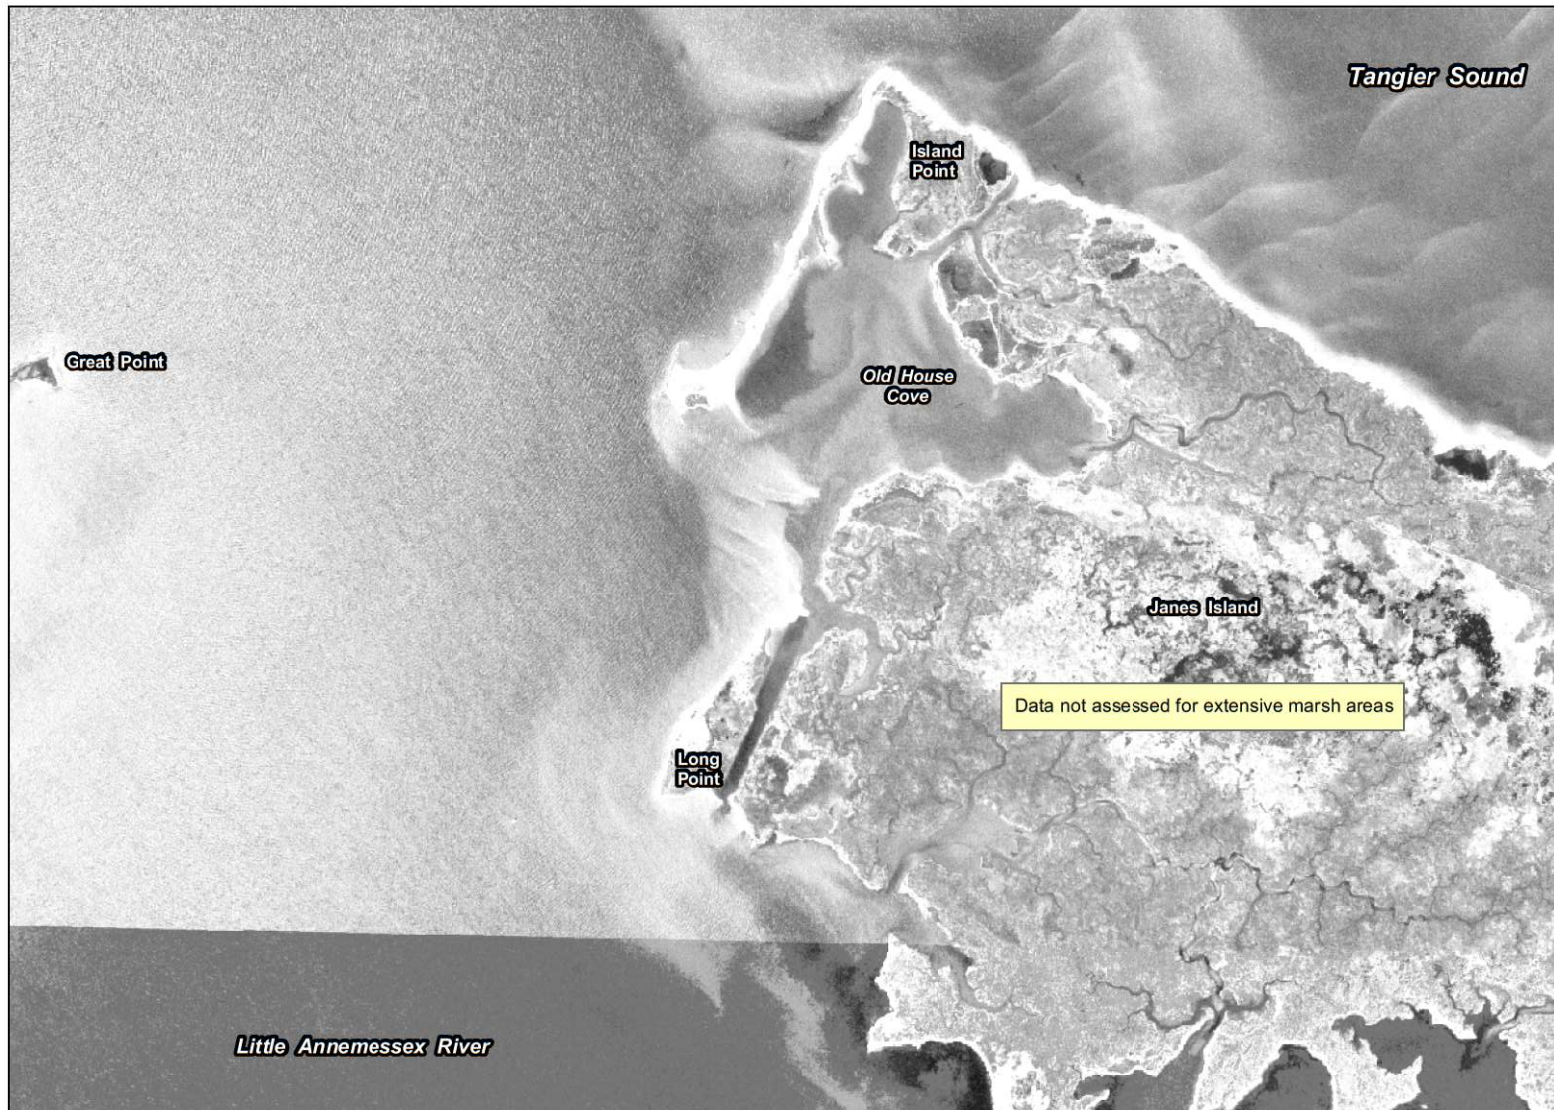 Tangier Sound
Island
Point
Great Point
Old House
Cove
Janes Island
Data not assessed for extensive marsh areas
Long
Point
Little Annemessex River